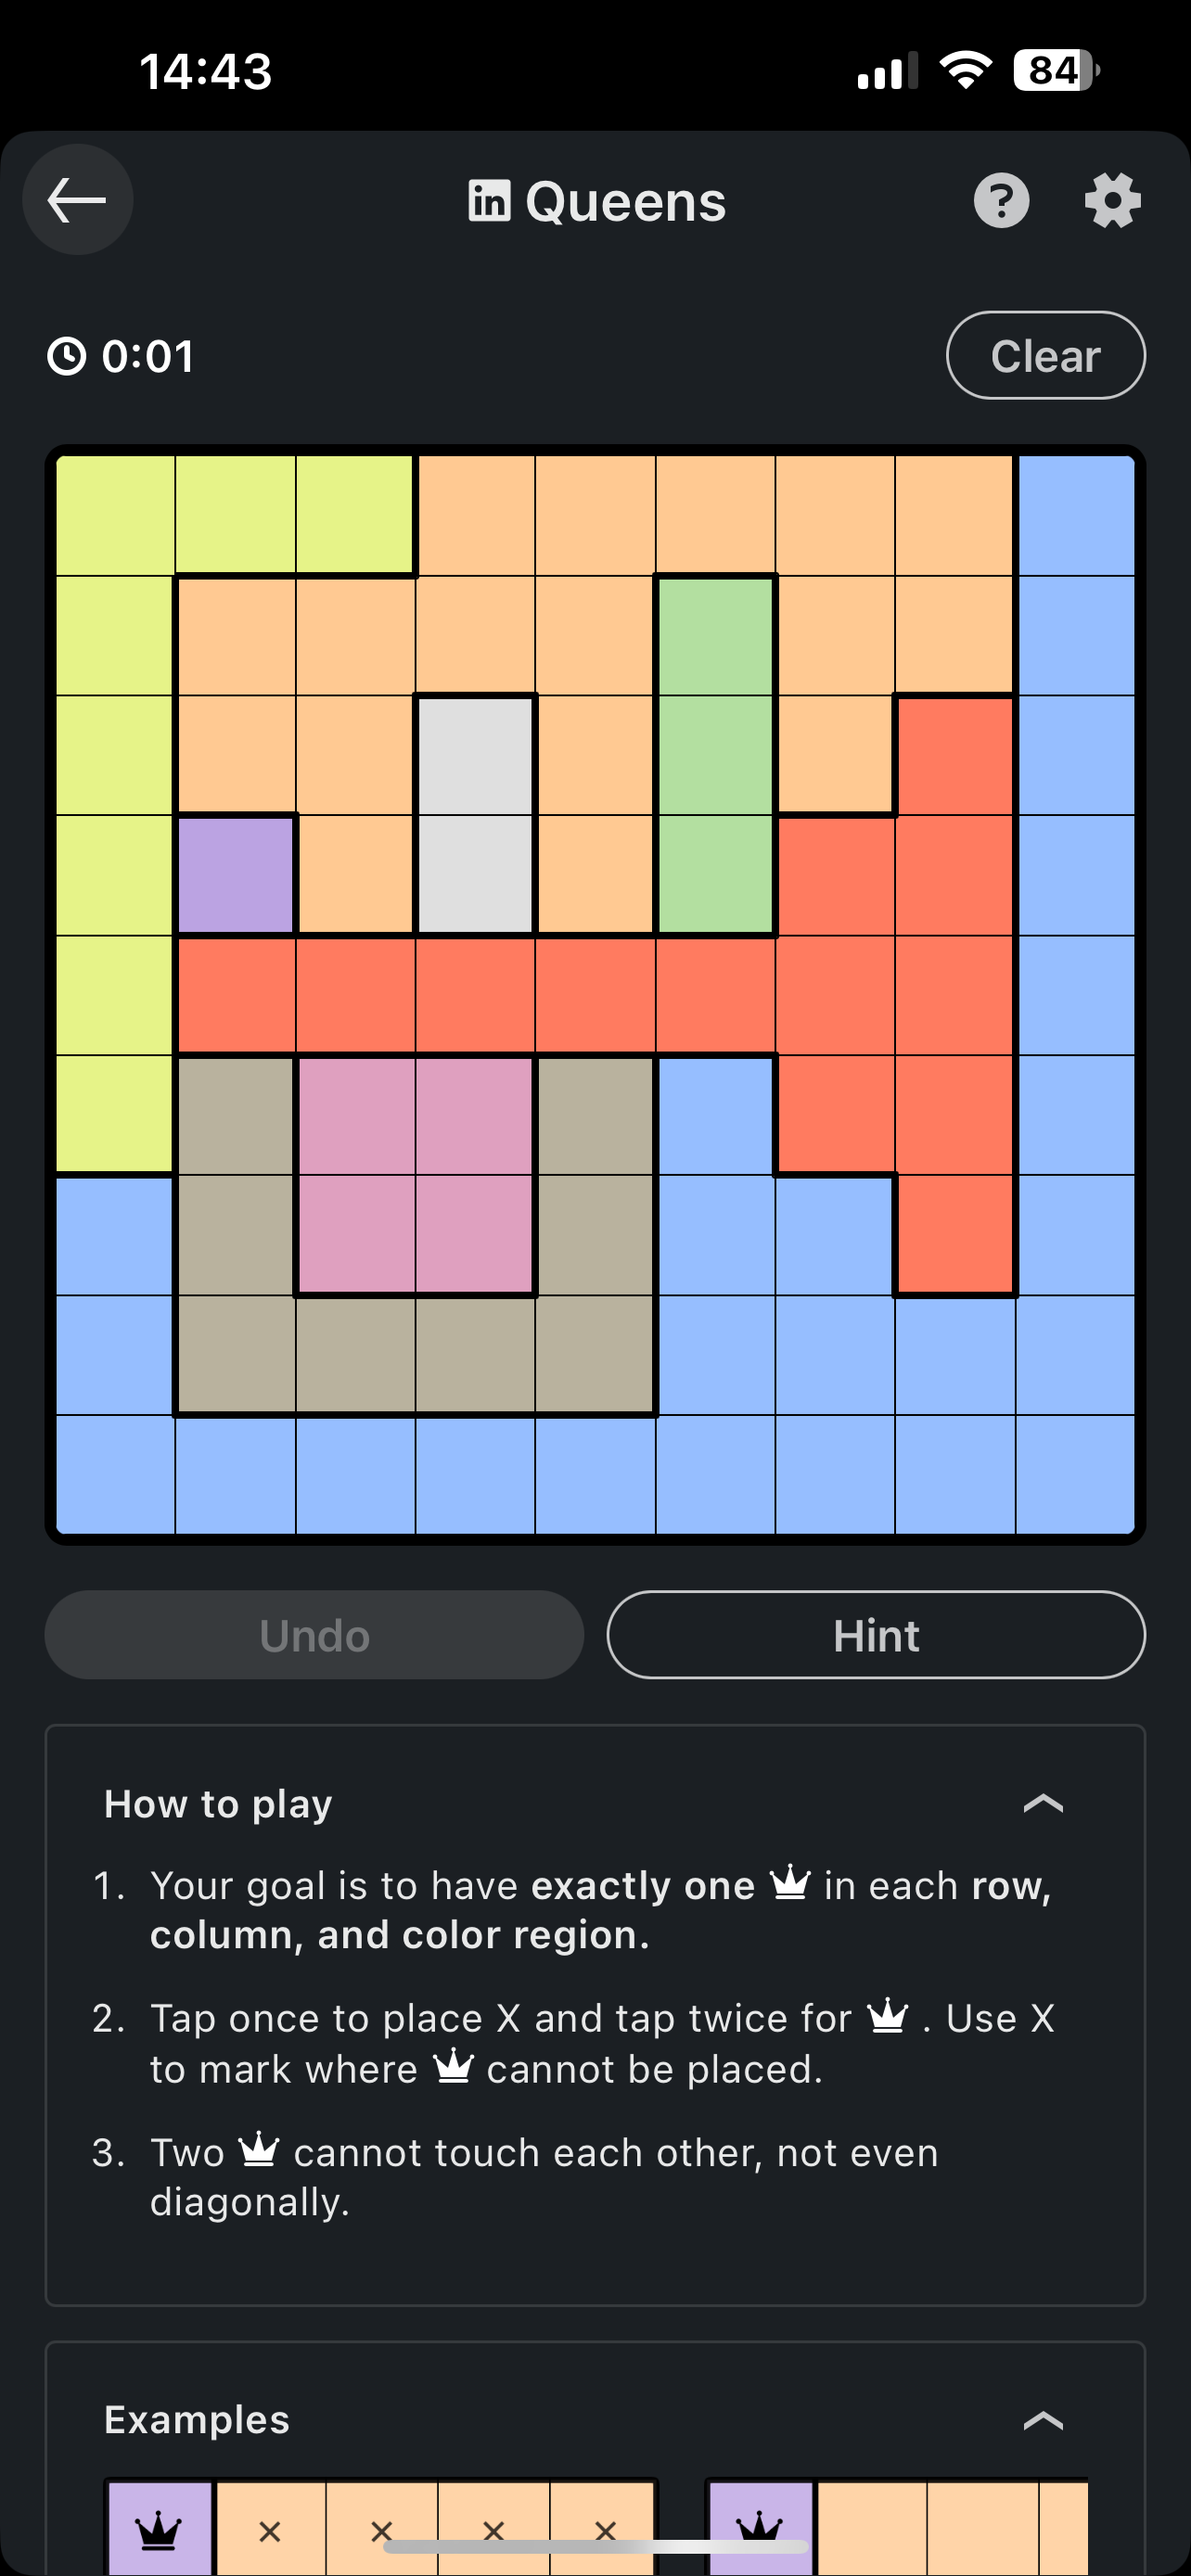 14:43
84
in Queens
?
0:01
Clear
Undo
Hint
How to play
1. Your goal is to have exactly one in each row,
column, and color region.
2. Tap once to place X and tap twice for . Use X
to mark where cannot be placed.
3. Two cannot touch each other, not even
diagonally.
Examples
× × × ×